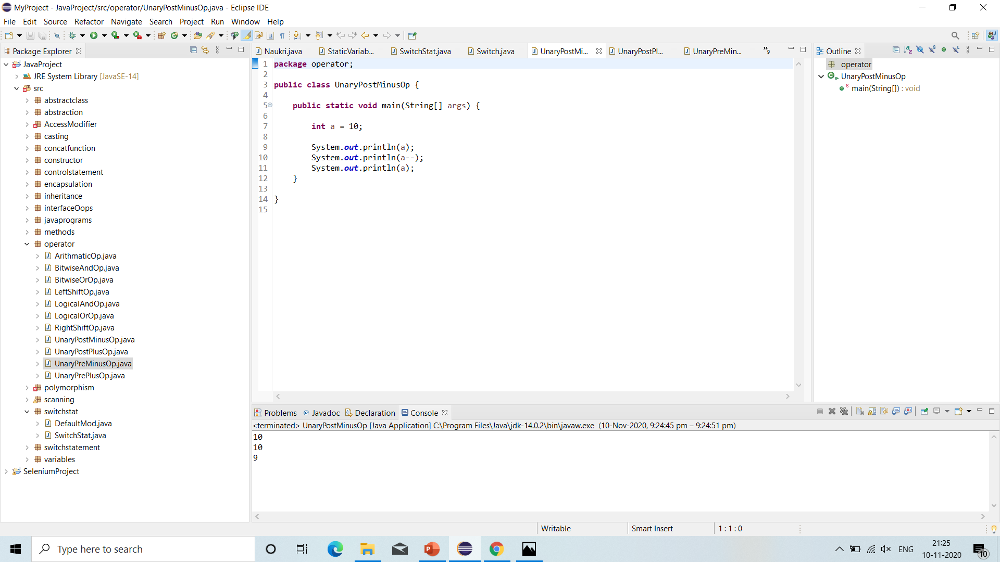 MyProject - JavaProject/src/operator/UnaryPostMinusOp.java - Eclipse IDE
File Edit Source Refactor Navigate Search Project Run Window Help
Package Explorer
JavaProject
JRE System Library [JavaSE-14]
src
abstractclass
abstraction
AccessModifier
casting
concatfunction
constructor
controlstatement
encapsulation
inheritance
interfaceOops
javaprograms
methods
operator
ArithmaticOp.java
BitwiseAndOp.java
BitwiseOrOp.java
LeftShiftOp.java
LogicalAndOp.java
LogicalOrOp.java
RightShiftOp.java
UnaryPostMinusOp.java
UnaryPostPlusOp.java
UnaryPreMinusOp.java
UnaryPrePlusOp.java
polymorphism
scanning
switchstat
DefaultMod.java
SwitchStat.java
switchstatement
variables
SeleniumProject
Naukri.java StaticVariab... SwitchStat.java Switch.java UnaryPostMi... UnaryPostPl... UnaryPreMin... »9
1 package operator;
2
3 public class UnaryPostMinusOp {
4
5 public static void main(String[] args) {
6
7 int a = 10;
8
9 System.out.println(a);
10 System.out.println(a--);
11 System.out.println(a);
12 }
13
14 }
15
Outline
operator
UnaryPostMinusOp
main(String[]) : void
Problems @ Javadoc Declaration Console
<terminated> UnaryPostMinusOp [Java Application] C:\Program Files\Java\jdk-14.0.2\bin\javaw.exe (10-Nov-2020, 9:24:45 pm – 9:24:51 pm)
10
10
9
Writable Smart Insert 1 : 1 : 0
Type here to search
ENG
21:25
10-11-2020
10